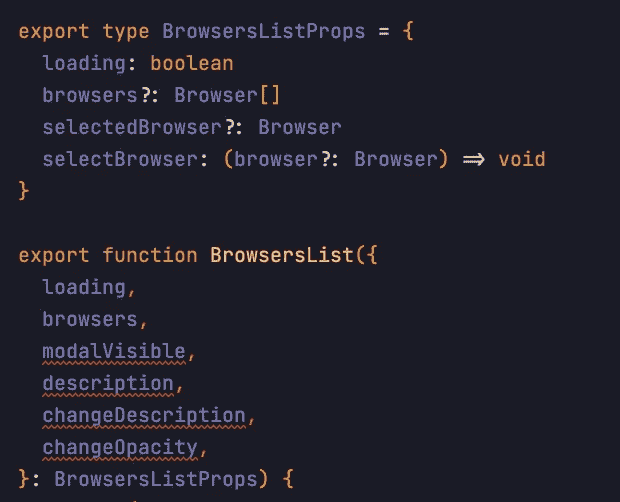 export type BrowsersListProps = {
  loading: boolean
  browsers?: Browser[]
  selectedBrowser?: Browser
  selectBrowser: (browser?: Browser) => void
}

export function BrowsersList({
  loading,
  browsers,
  modalVisible,
  description,
  changeDescription,
  changeOpacity,
}: BrowsersListProps) {